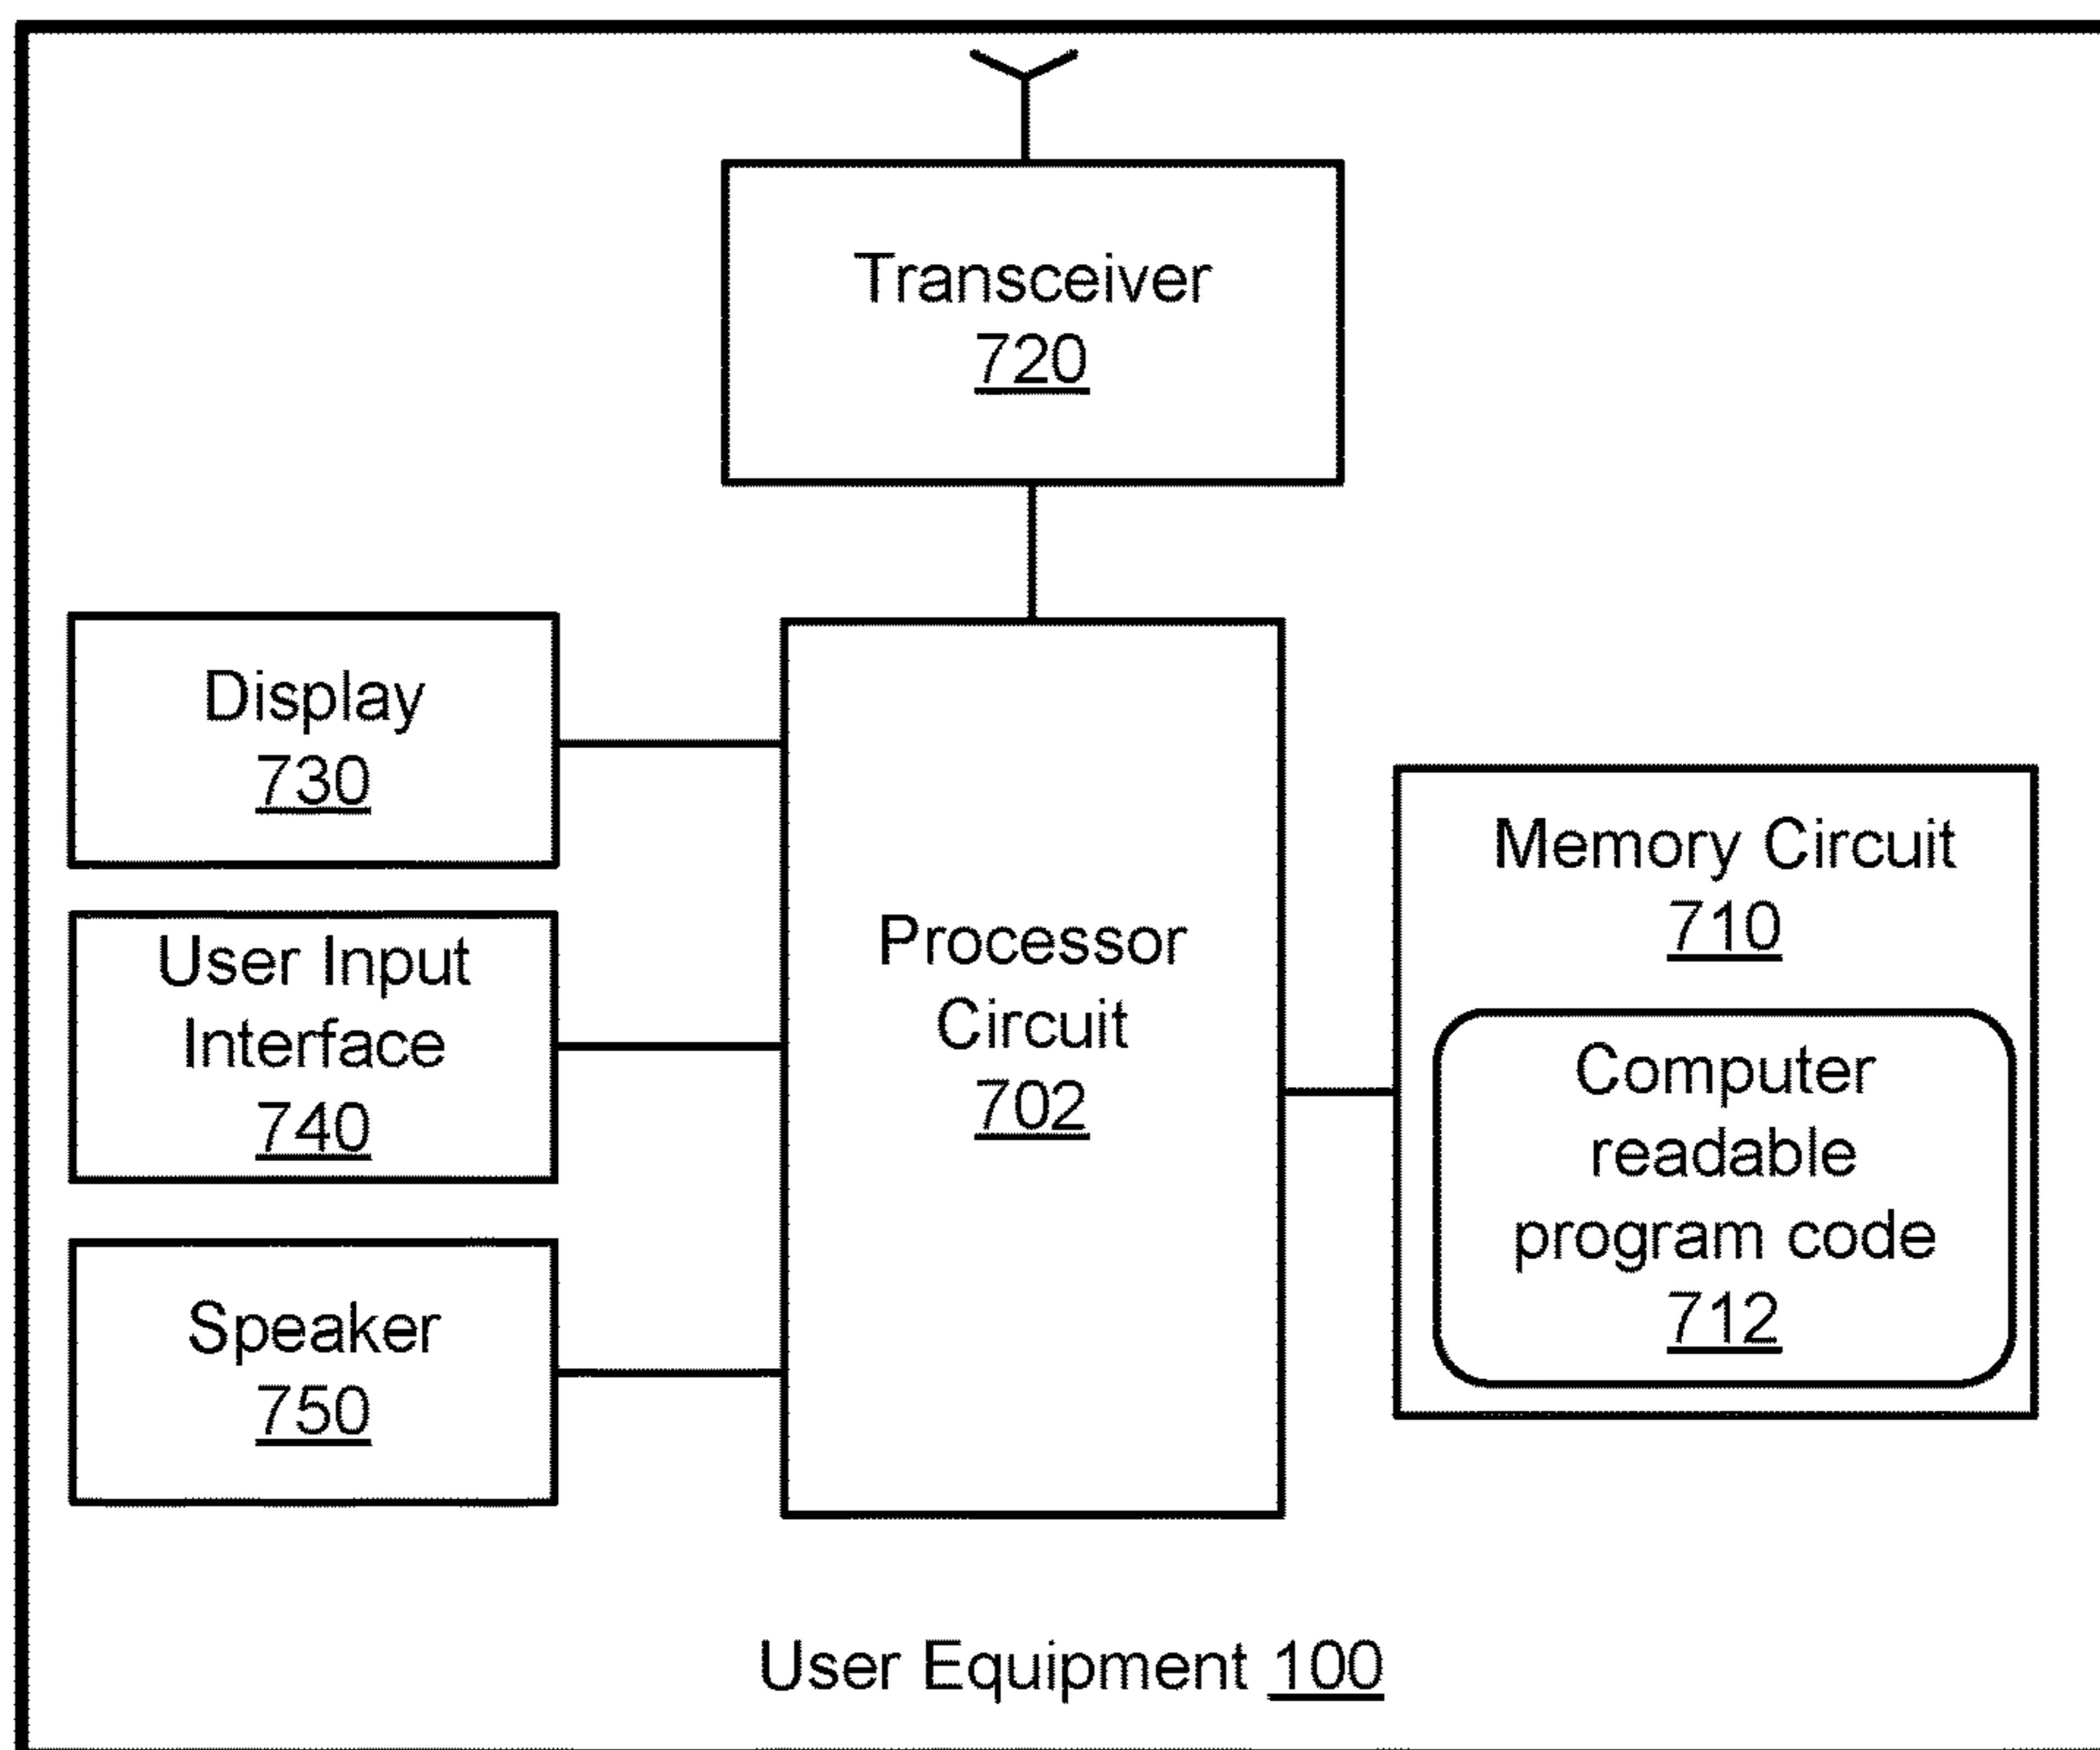 Transceiver
720
Display
730
User Input
Interface
740
Speaker
750
Processor
Circuit
702
Memory Circuit
710
Computer
readable
program code
712
User Equipment 100